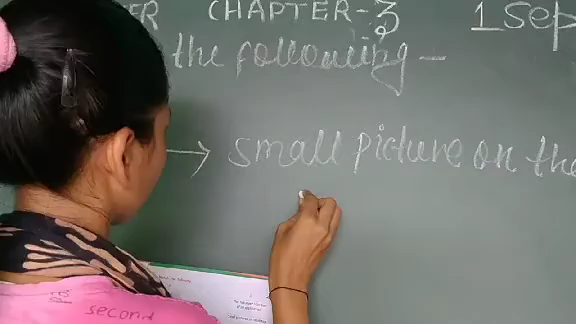 CHAPTER-3 1 Sep
the following -
→ small picture on the
second